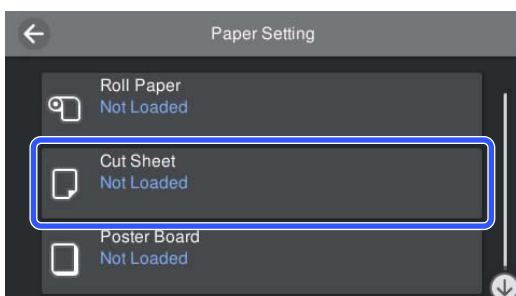 Paper Setting
Roll Paper
Not Loaded
Cut Sheet
Not Loaded
Poster Board
Not Loaded